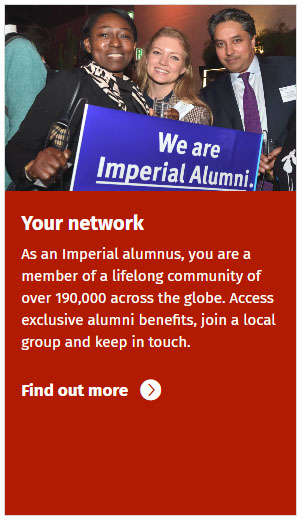 We are
Imperial Alumni.
Your network
As an Imperial alumnus, you are a
member of a lifelong community of
over 190,000 across the globe. Access
exclusive alumni benefits, join a local
group and keep in touch.
Find out more